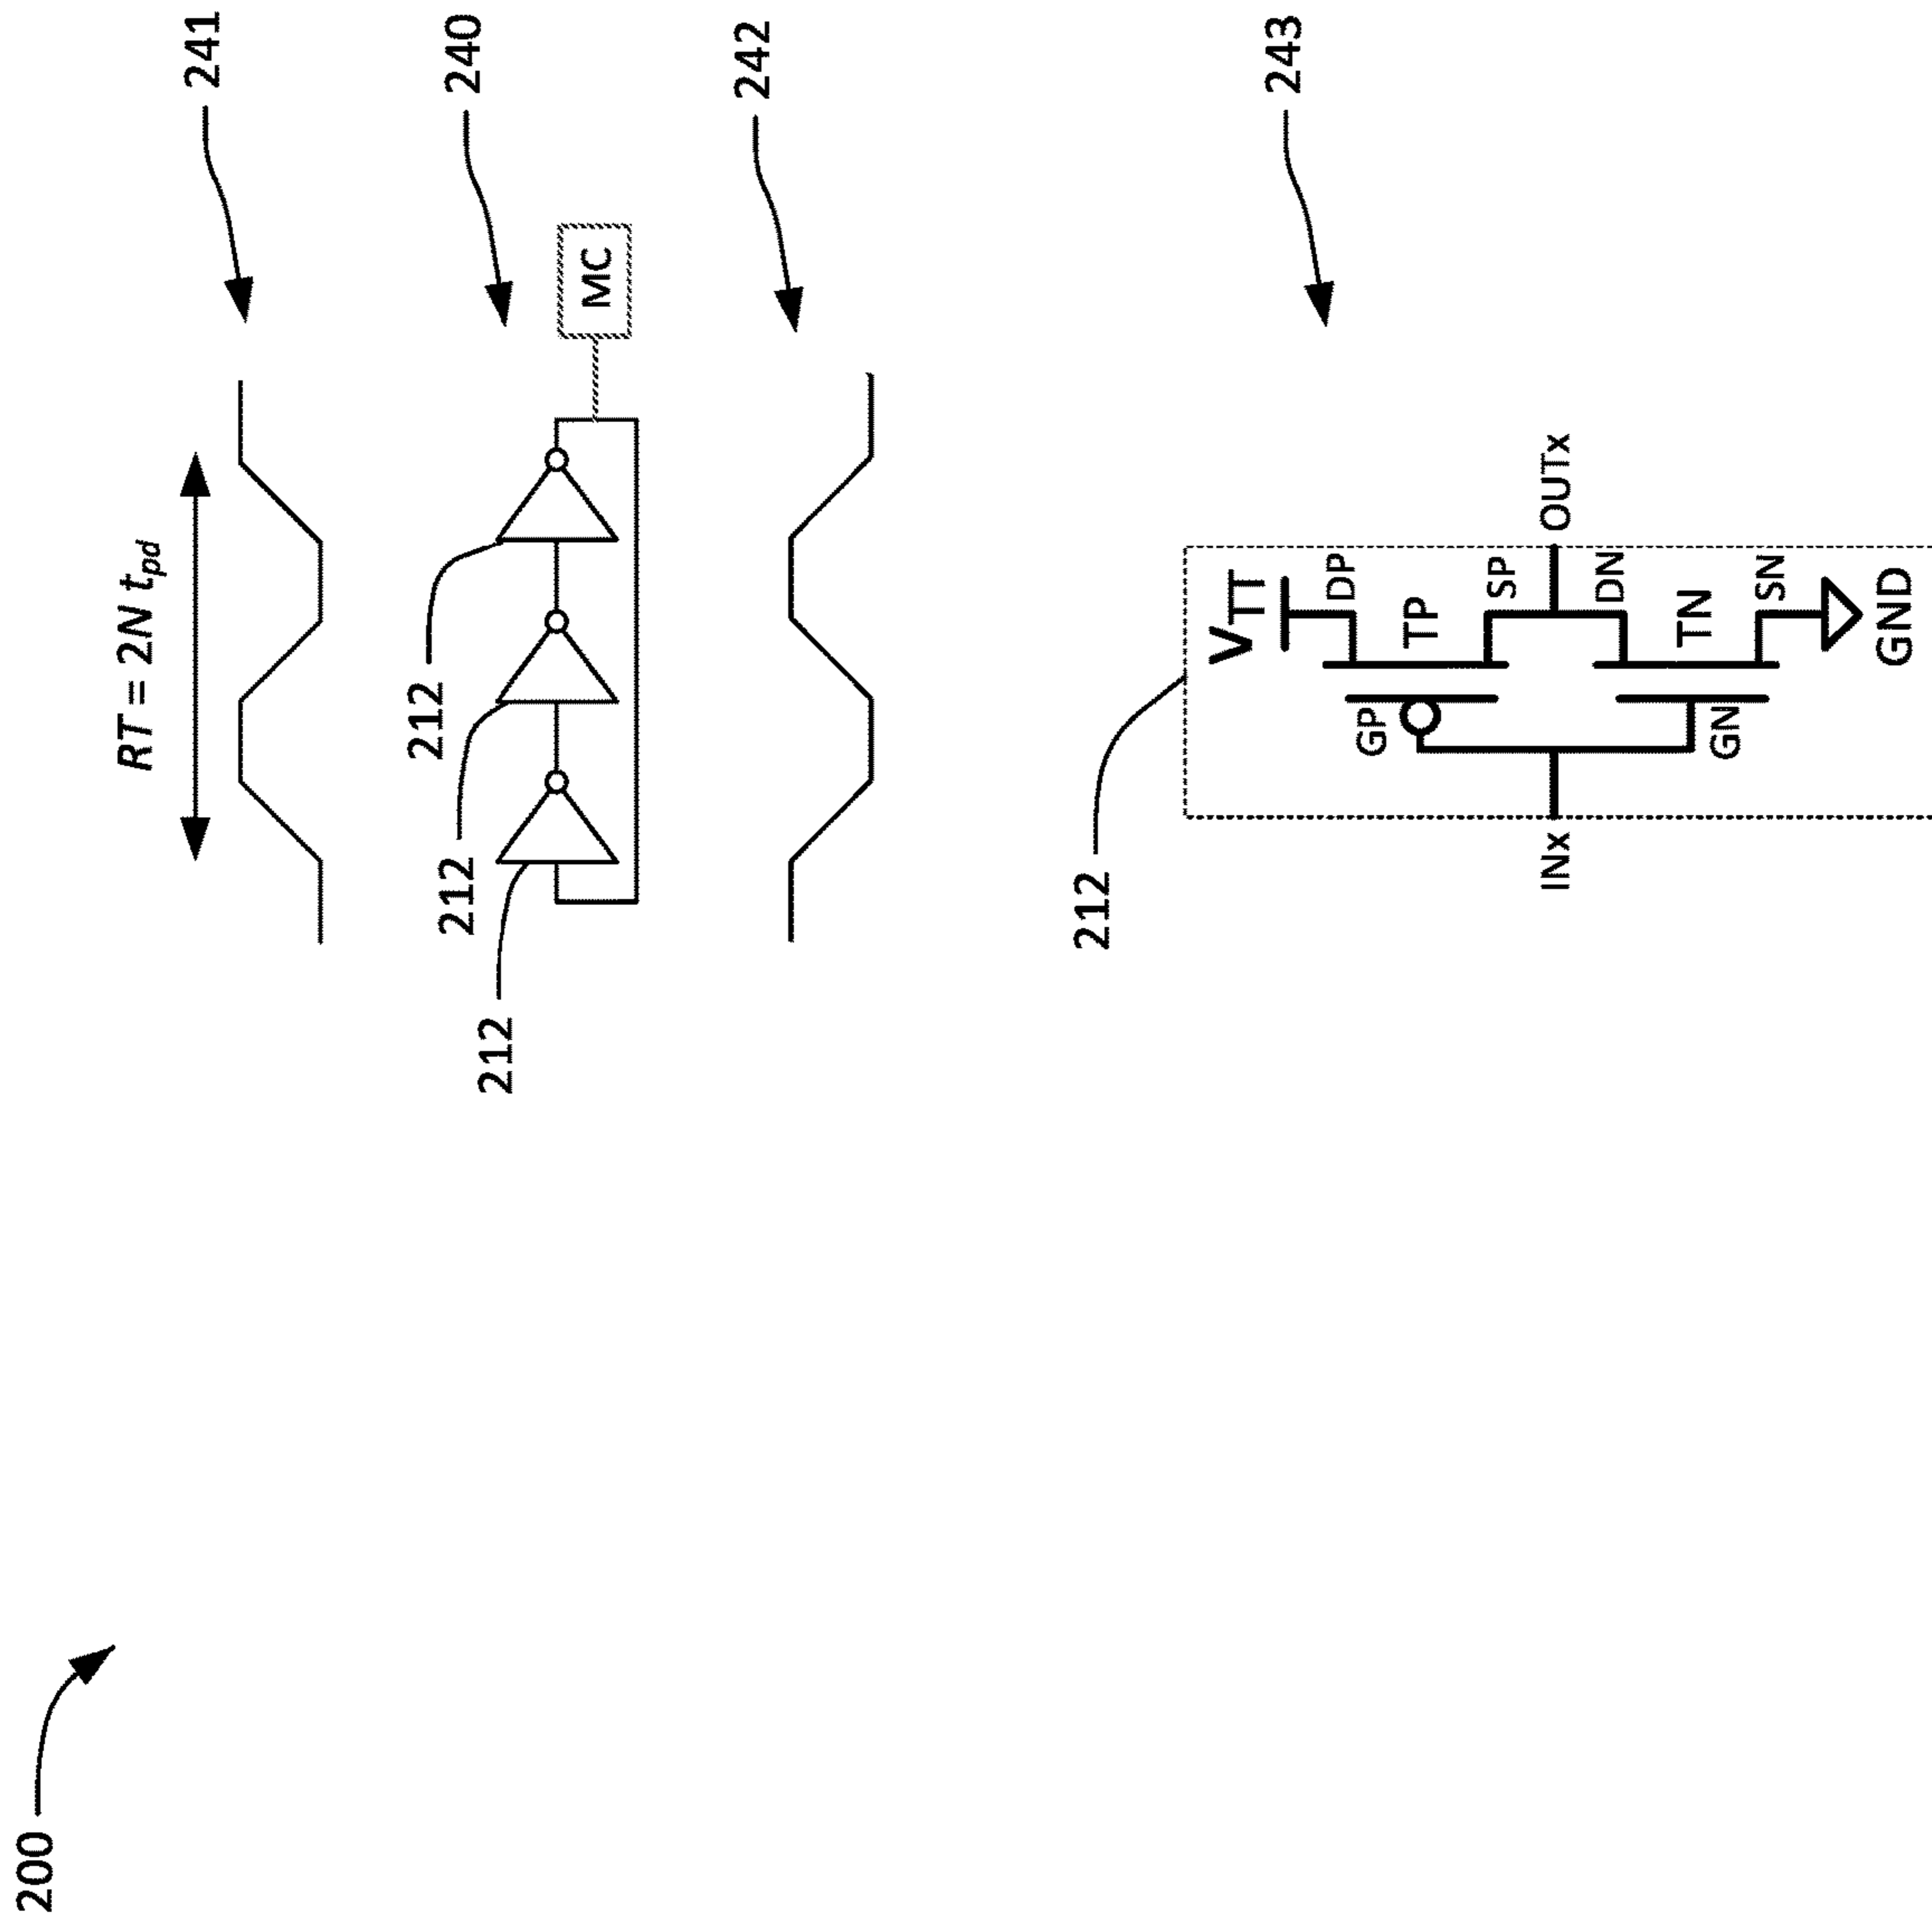 200
RT = 2N tpd
241
212
212
212
240
MC
242
212
243
VTT
DP
GP
TP
SP
INx
OUTx
DN
GN
TN
SN
GND